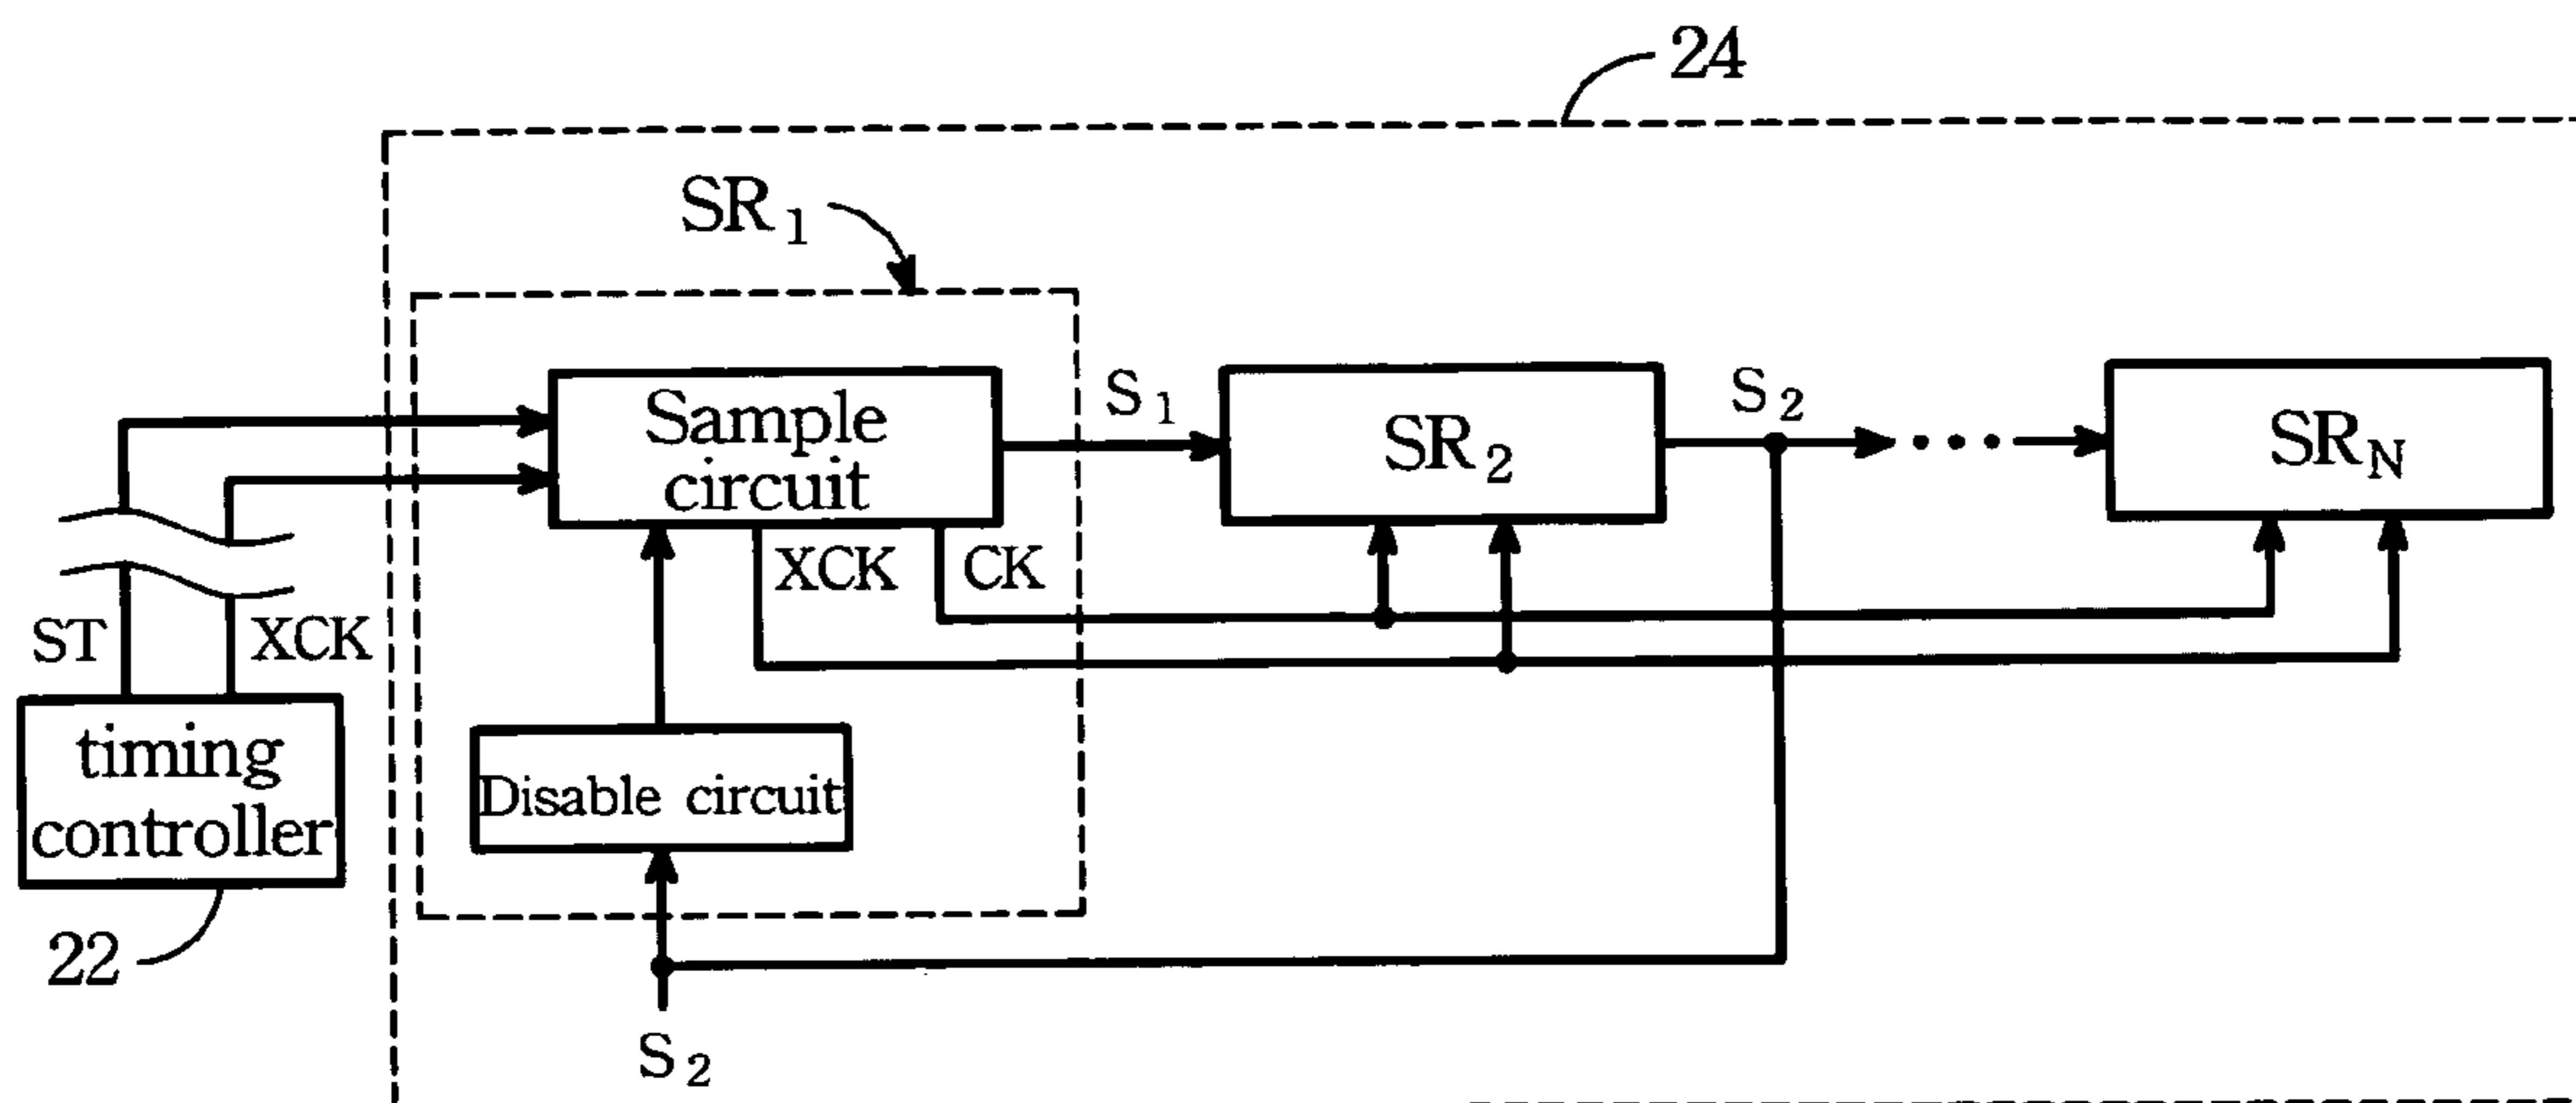 24
SR1
Sample
circuit
S1
SR2
S2
SRN
XCK
CK
ST
XCK
timing
controller
Disable circuit
22
S2